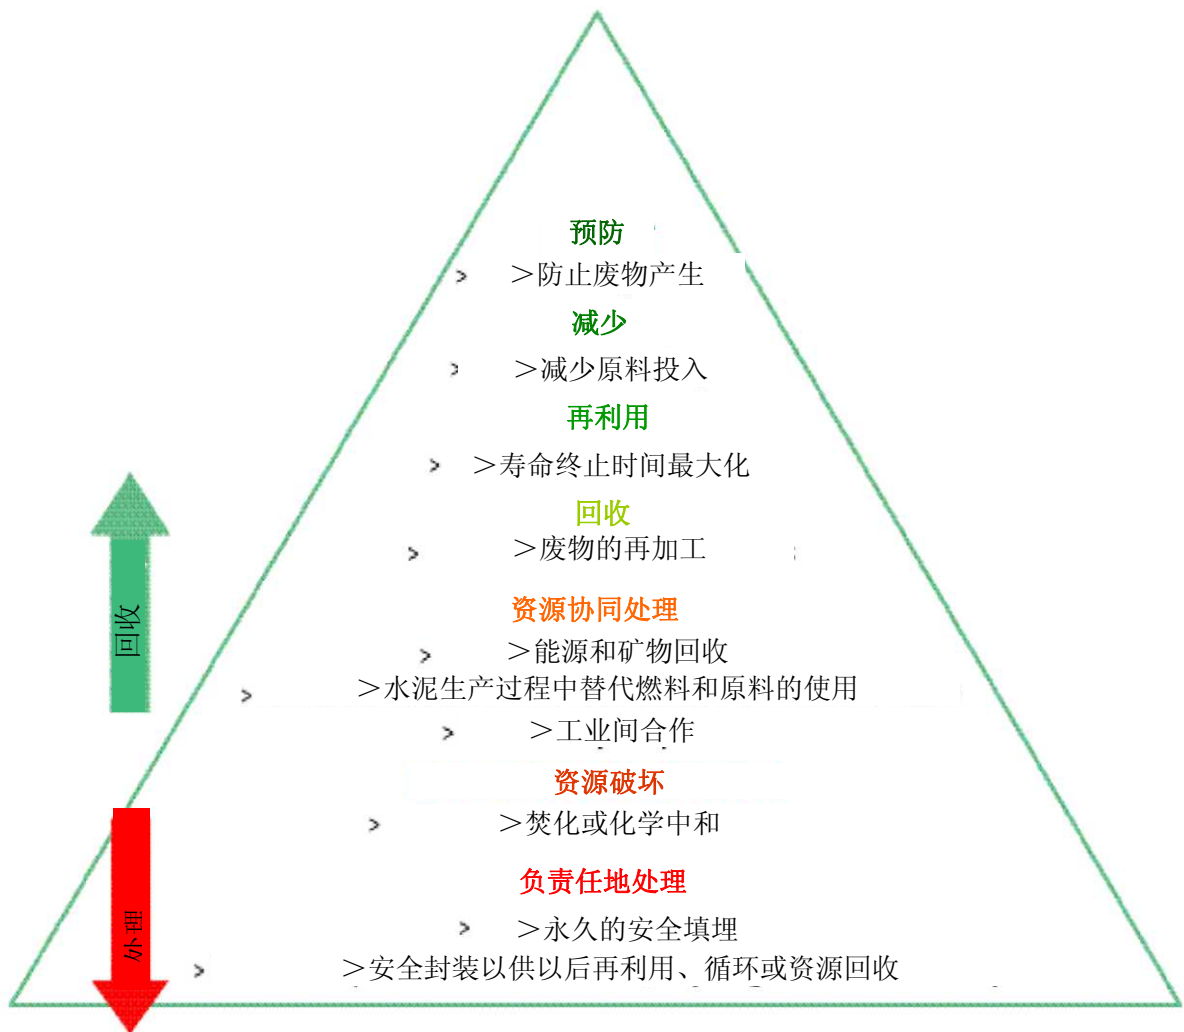 预防
＞防止废物产生
减少
＞减少原料投入
再利用
＞寿命终止时间最大化
回收
＞废物的再加工
资源协同处理
＞能源和矿物回收
＞水泥生产过程中替代燃料和原料的使用
＞工业间合作
资源破坏
＞焚化或化学中和
负责任地处理
＞永久的安全填埋
＞安全封装以供以后再利用、循环或资源回收
回收
处理